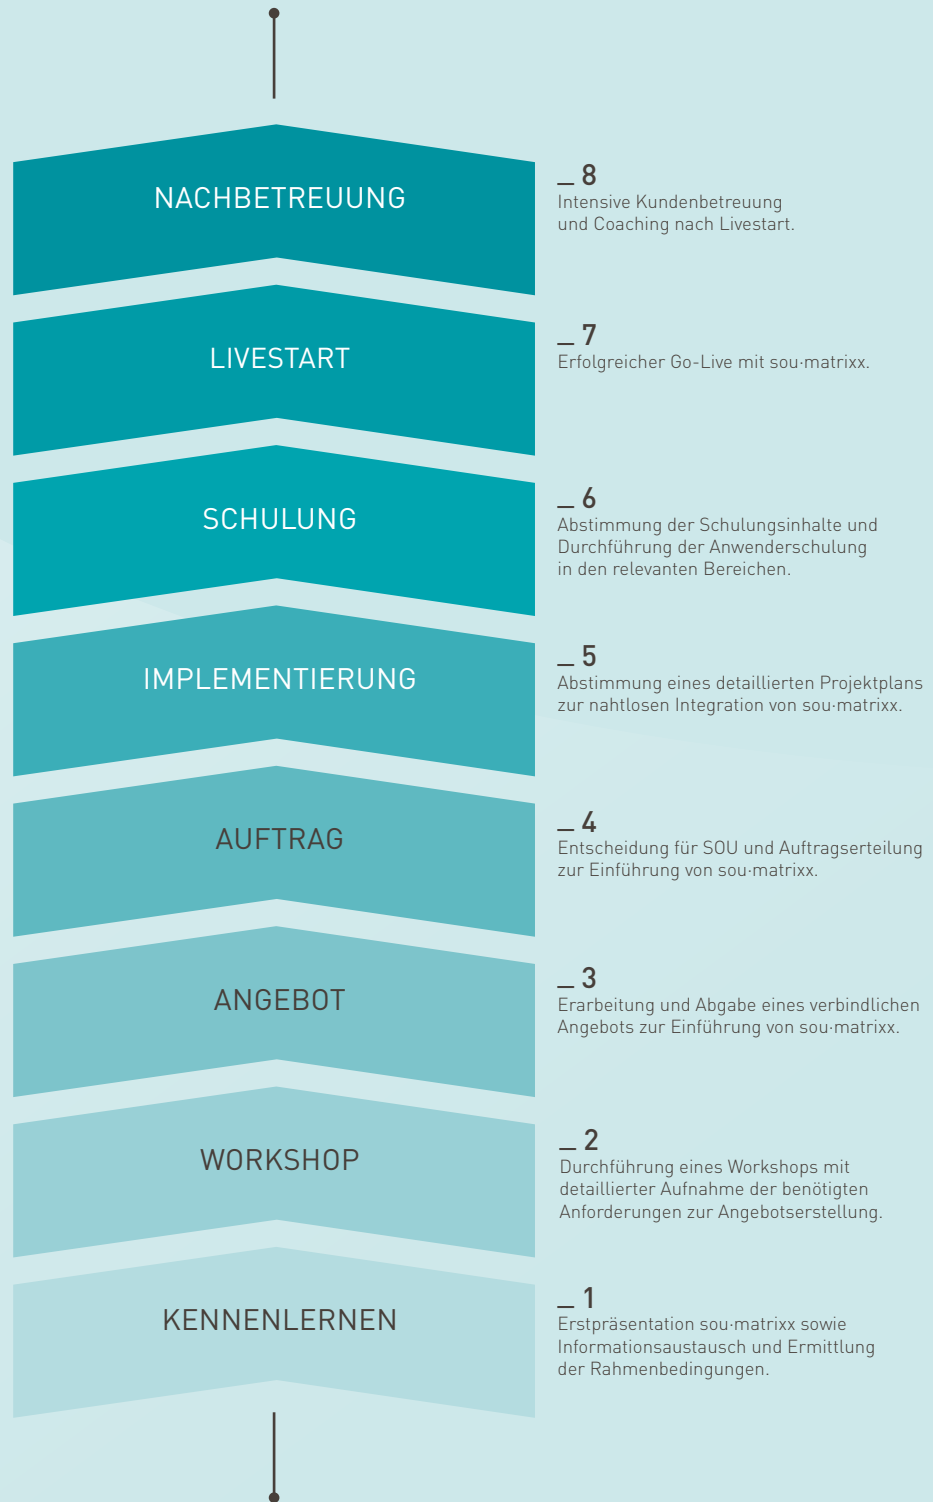 NACHBETREUUNG
_ 8
Intensive Kundenbetreuung
und Coaching nach Livestart.
LIVESTART
_ 7
Erfolgreicher Go-Live mit sou·matrixx.
SCHULUNG
_ 6
Abstimmung der Schulungsinhalte und
Durchführung der Anwenderschulung
in den relevanten Bereichen.
IMPLEMENTIERUNG
_ 5
Abstimmung eines detaillierten Projektplans
zur nahtlosen Integration von sou·matrixx.
AUFTRAG
_ 4
Entscheidung für SOU und Auftragserteilung
zur Einführung von sou·matrixx.
ANGEBOT
_ 3
Erarbeitung und Abgabe eines verbindlichen
Angebots zur Einführung von sou·matrixx.
WORKSHOP
_ 2
Durchführung eines Workshops mit
detaillierter Aufnahme der benötigten
Anforderungen zur Angebotserstellung.
KENNENLERNEN
_ 1
Erstpräsentation sou·matrixx sowie
Informationsaustausch und Ermittlung
der Rahmenbedingungen.